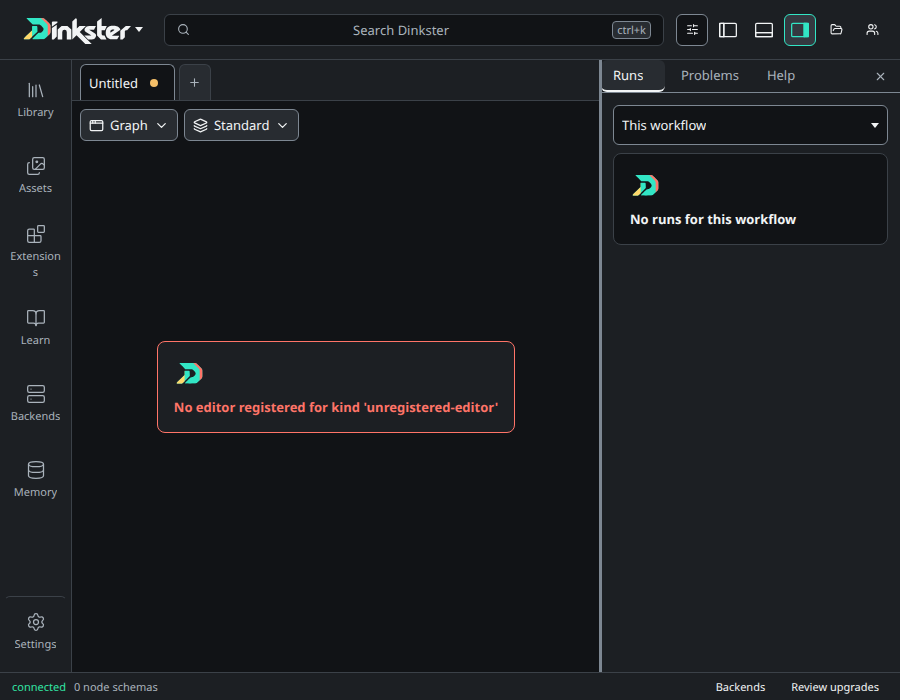 Dinkster
Search Dinkster
ctrl+k
Library
Assets
Extension
s
Learn
Backends
Memory
Settings
Untitled
+
Graph
Standard
No editor registered for kind 'unregistered-editor'
Runs
Problems
Help
This workflow
No runs for this workflow
connected
0 node schemas
Backends
Review upgrades